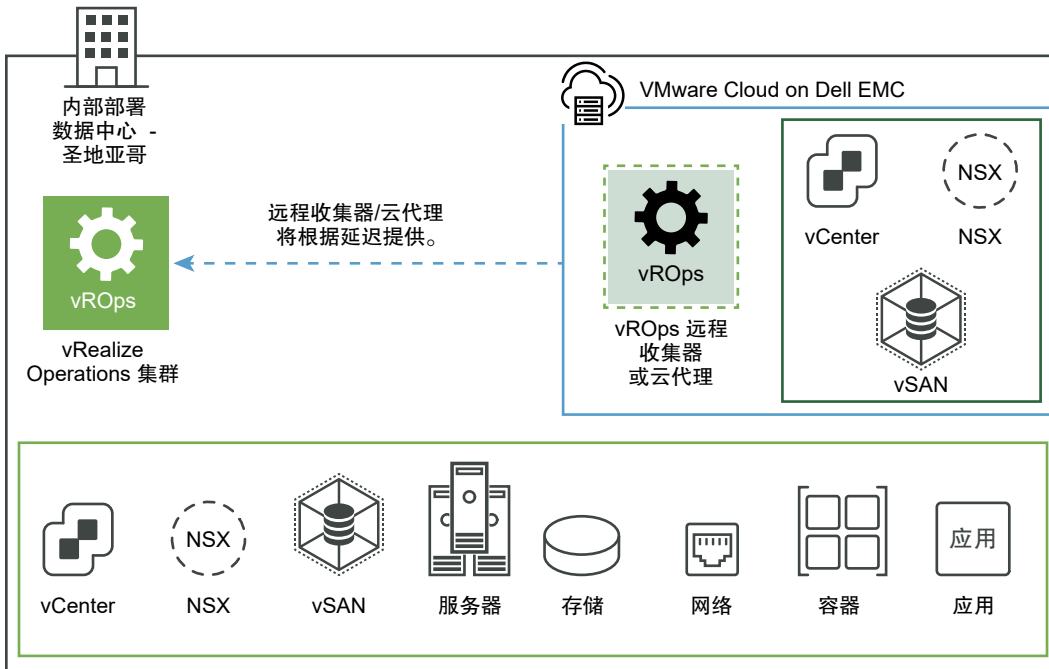 内部部署
数据中心 -
圣地亚哥
VMware Cloud on Dell EMC
vROps
vRealize
Operations 集群
远程收集器/云代理
将根据延迟提供。
vROps
vROps 远程
收集器
或云代理
vCenter
NSX
NSX
vSAN
vCenter
NSX
NSX
vSAN
服务器
存储
网络
容器
应用
应用